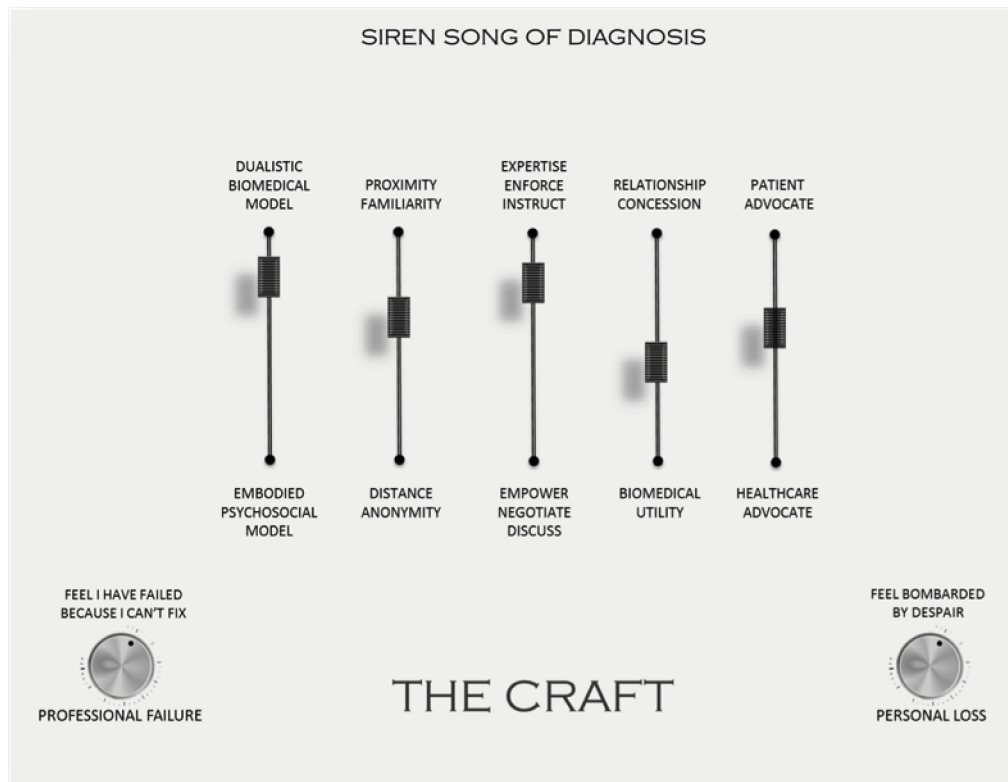 SIREN SONG OF DIAGNOSIS
DUALISTIC
BIOMEDICAL
MODEL
PROXIMITY
FAMILIARITY
EXPERTISE
ENFORCE
INSTRUCT
RELATIONSHIP
CONCESSION
PATIENT
ADVOCATE
EMBODIED
PSYCHOSOCIAL
MODEL
DISTANCE
ANONYMITY
EMPOWER
NEGOTIATE
DISCUSS
BIOMEDICAL
UTILITY
HEALTHCARE
ADVOCATE
FEEL I HAVE FAILED
BECAUSE I CAN'T FIX
PROFESSIONAL FAILURE
THE CRAFT
FEEL BOMBARDED
BY DESPAIR
PERSONAL LOSS